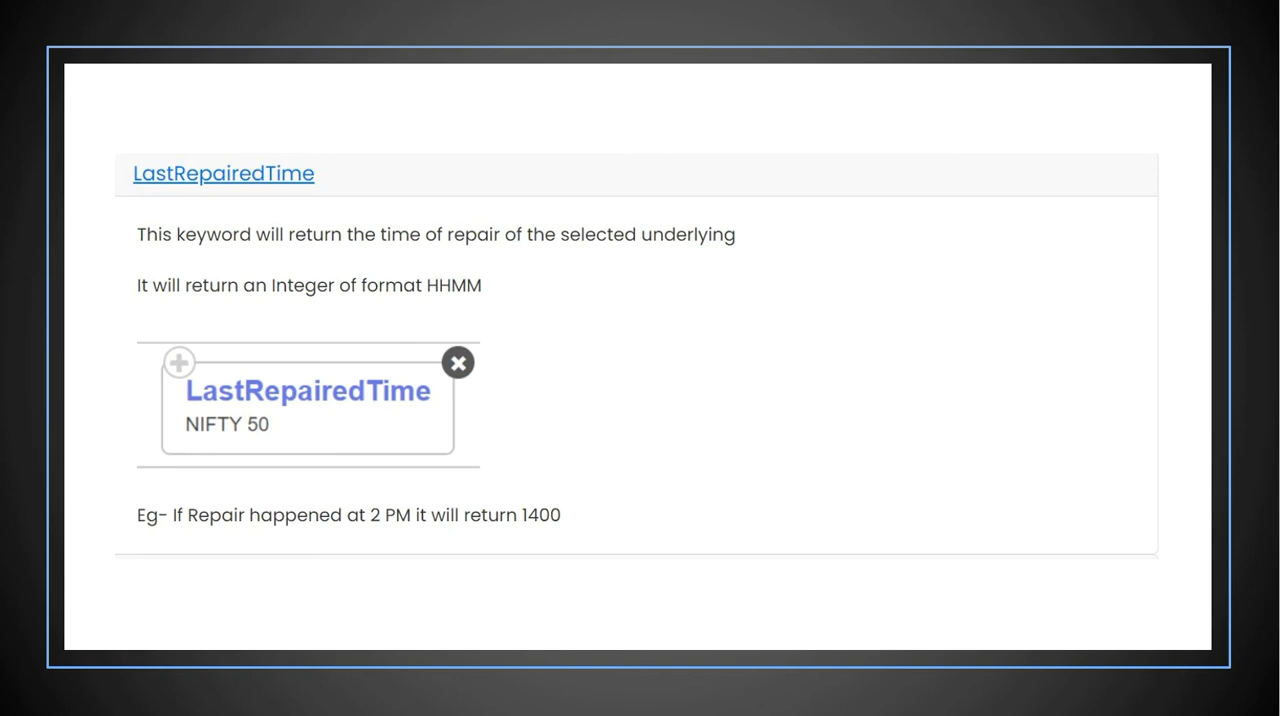 LastRepairedTime
This keyword will return the time of repair of the selected underlying
It will return an Integer of format HHMM
LastRepairedTime
NIFTY 50
Eg- If Repair happened at 2 PM it will return 1400